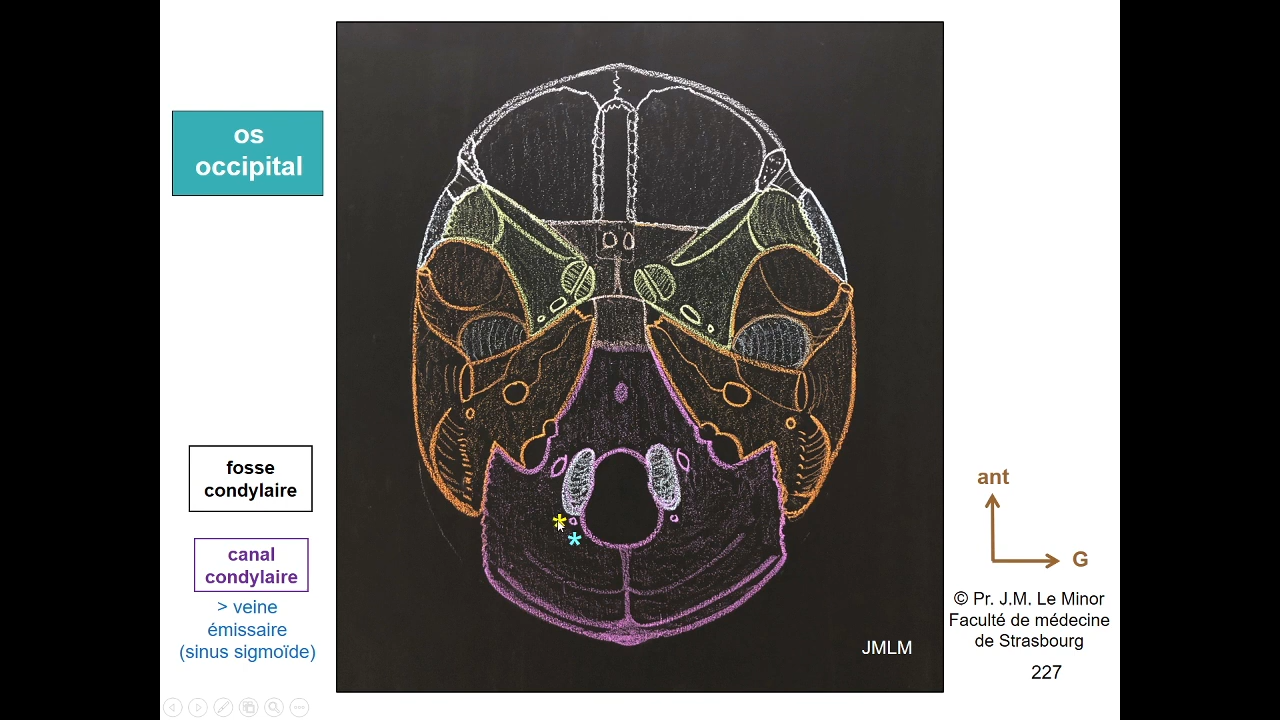 os
occipital
fosse
condylaire
canal
condylaire
> veine
émissaire
(sinus sigmoïde)
*
*
JMLM
ant
G
© Pr. J.M. Le Minor
Faculté de médecine
de Strasbourg
227